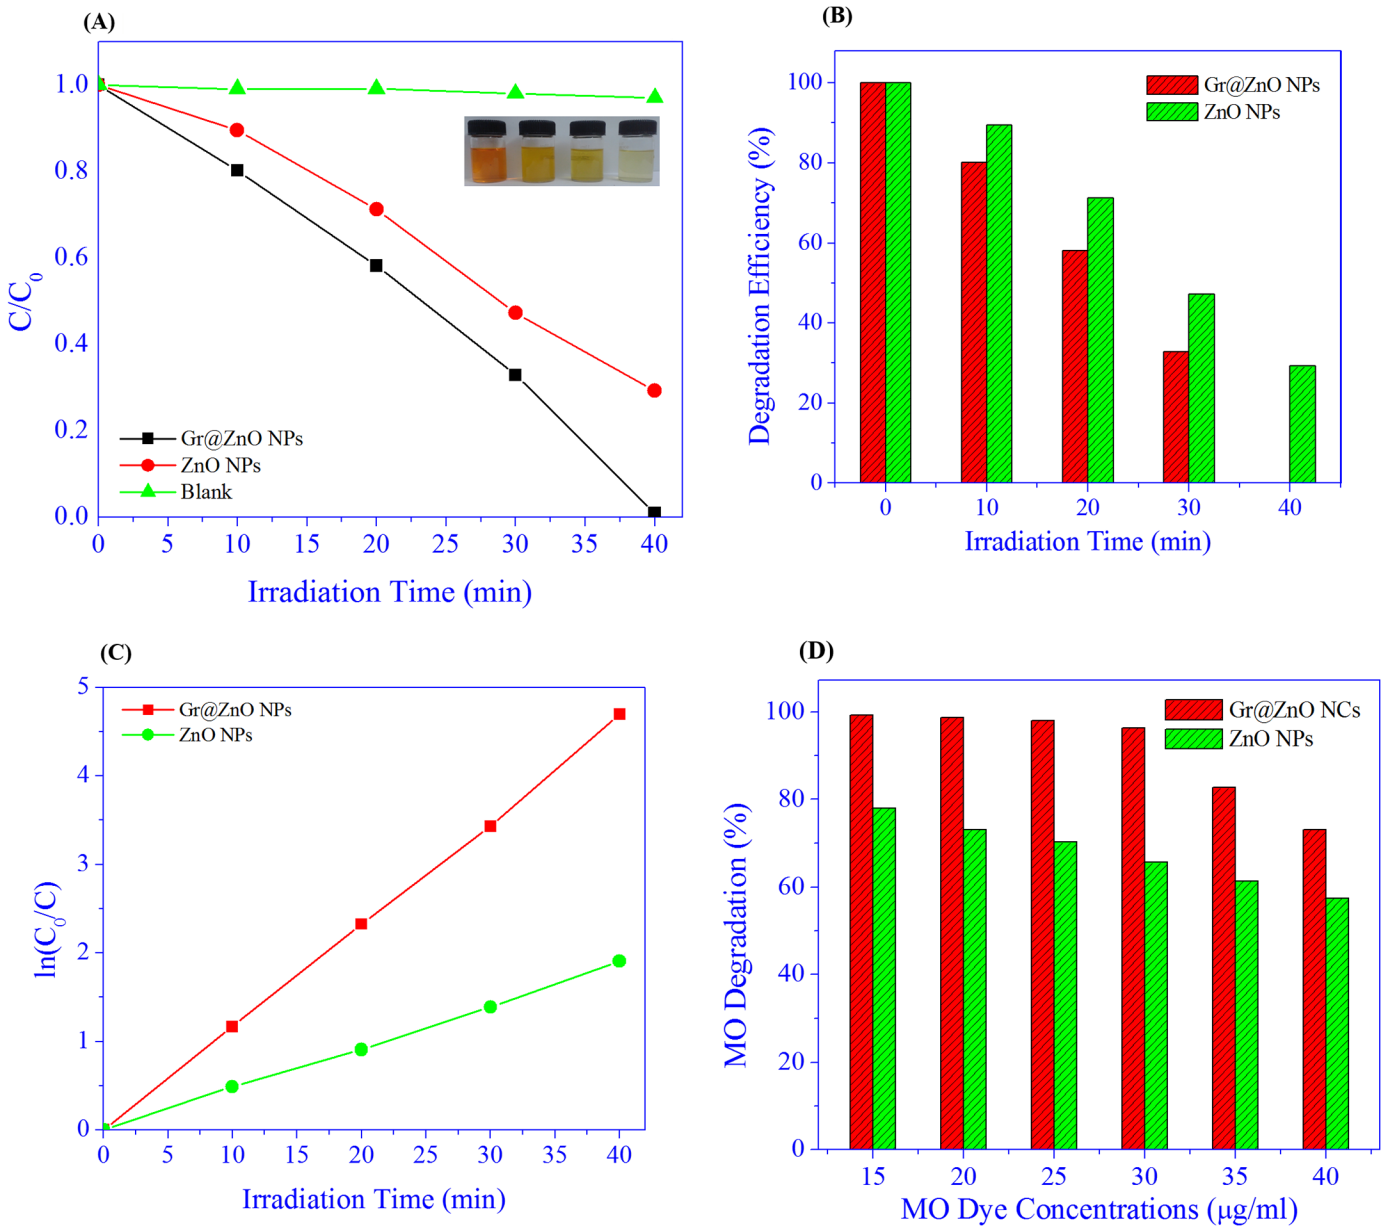 (A)
1.0
0.8
0.6
0.4
0.2
0.0
C/C0
Gr@ZnO NPs
ZnO NPs
Blank
0 5 10 15 20 25 30 35 40
Irradiation Time (min)
(B)
100
80
60
40
20
0
Degradation Efficiency (%)
Gr@ZnO NPs
ZnO NPs
0 10 20 30 40
Irradiation Time (min)
(C)
5
4
3
2
1
0
ln(C0/C)
Gr@ZnO NPs
ZnO NPs
0 5 10 15 20 25 30 35 40
Irradiation Time (min)
(D)
100
80
60
40
20
0
MO Degradation (%)
Gr@ZnO NCs
ZnO NPs
15 20 25 30 35 40
MO Dye Concentrations (μg/ml)